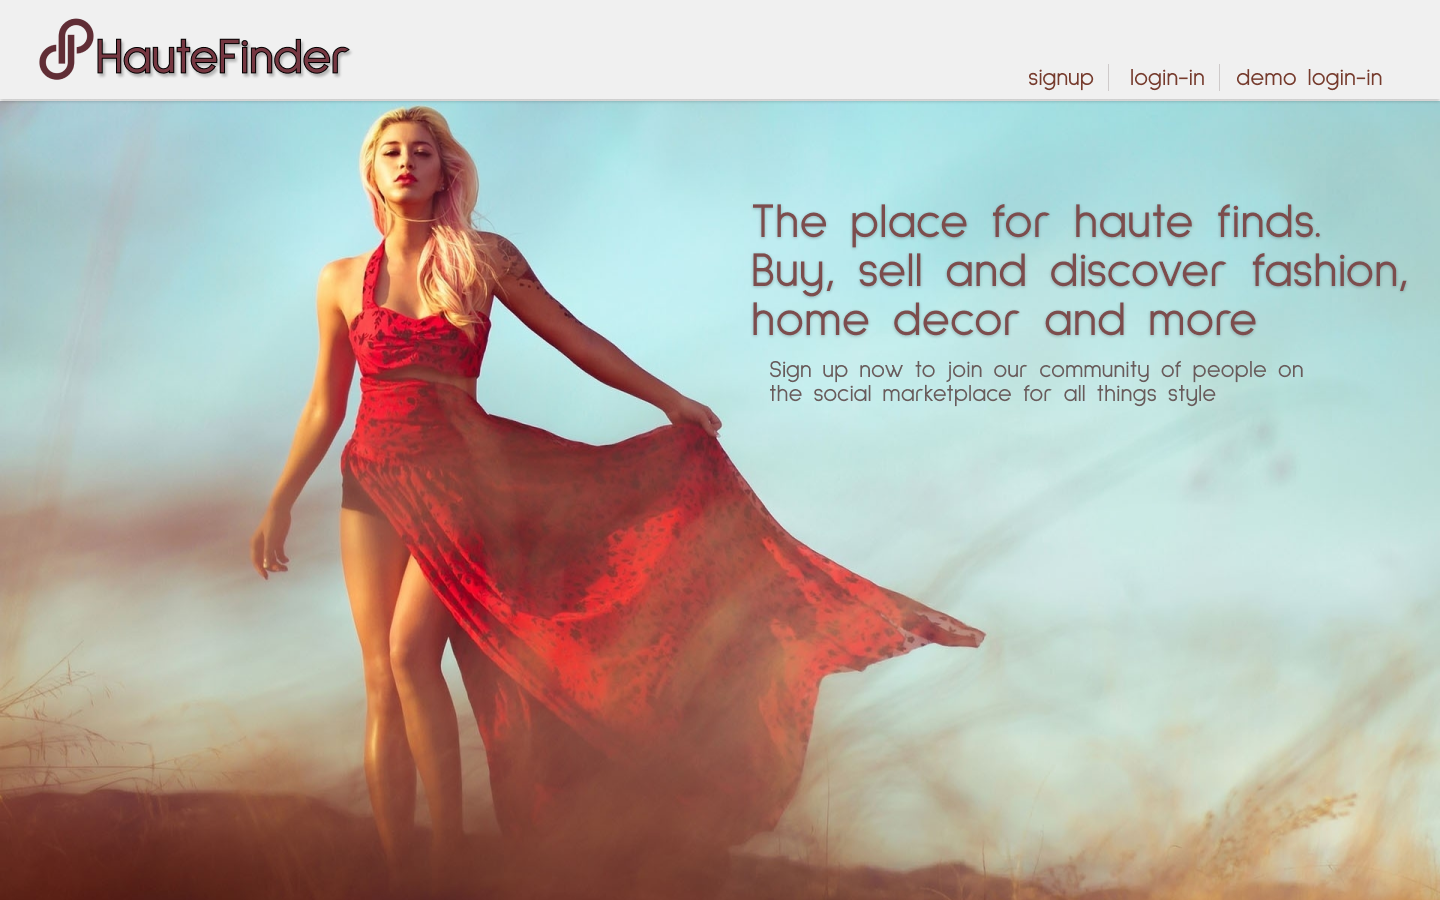 HauteFinder
signup login-in demo login-in
The place for haute finds.
Buy, sell and discover fashion,
home decor and more
Sign up now to join our community of people on
the social marketplace for all things style